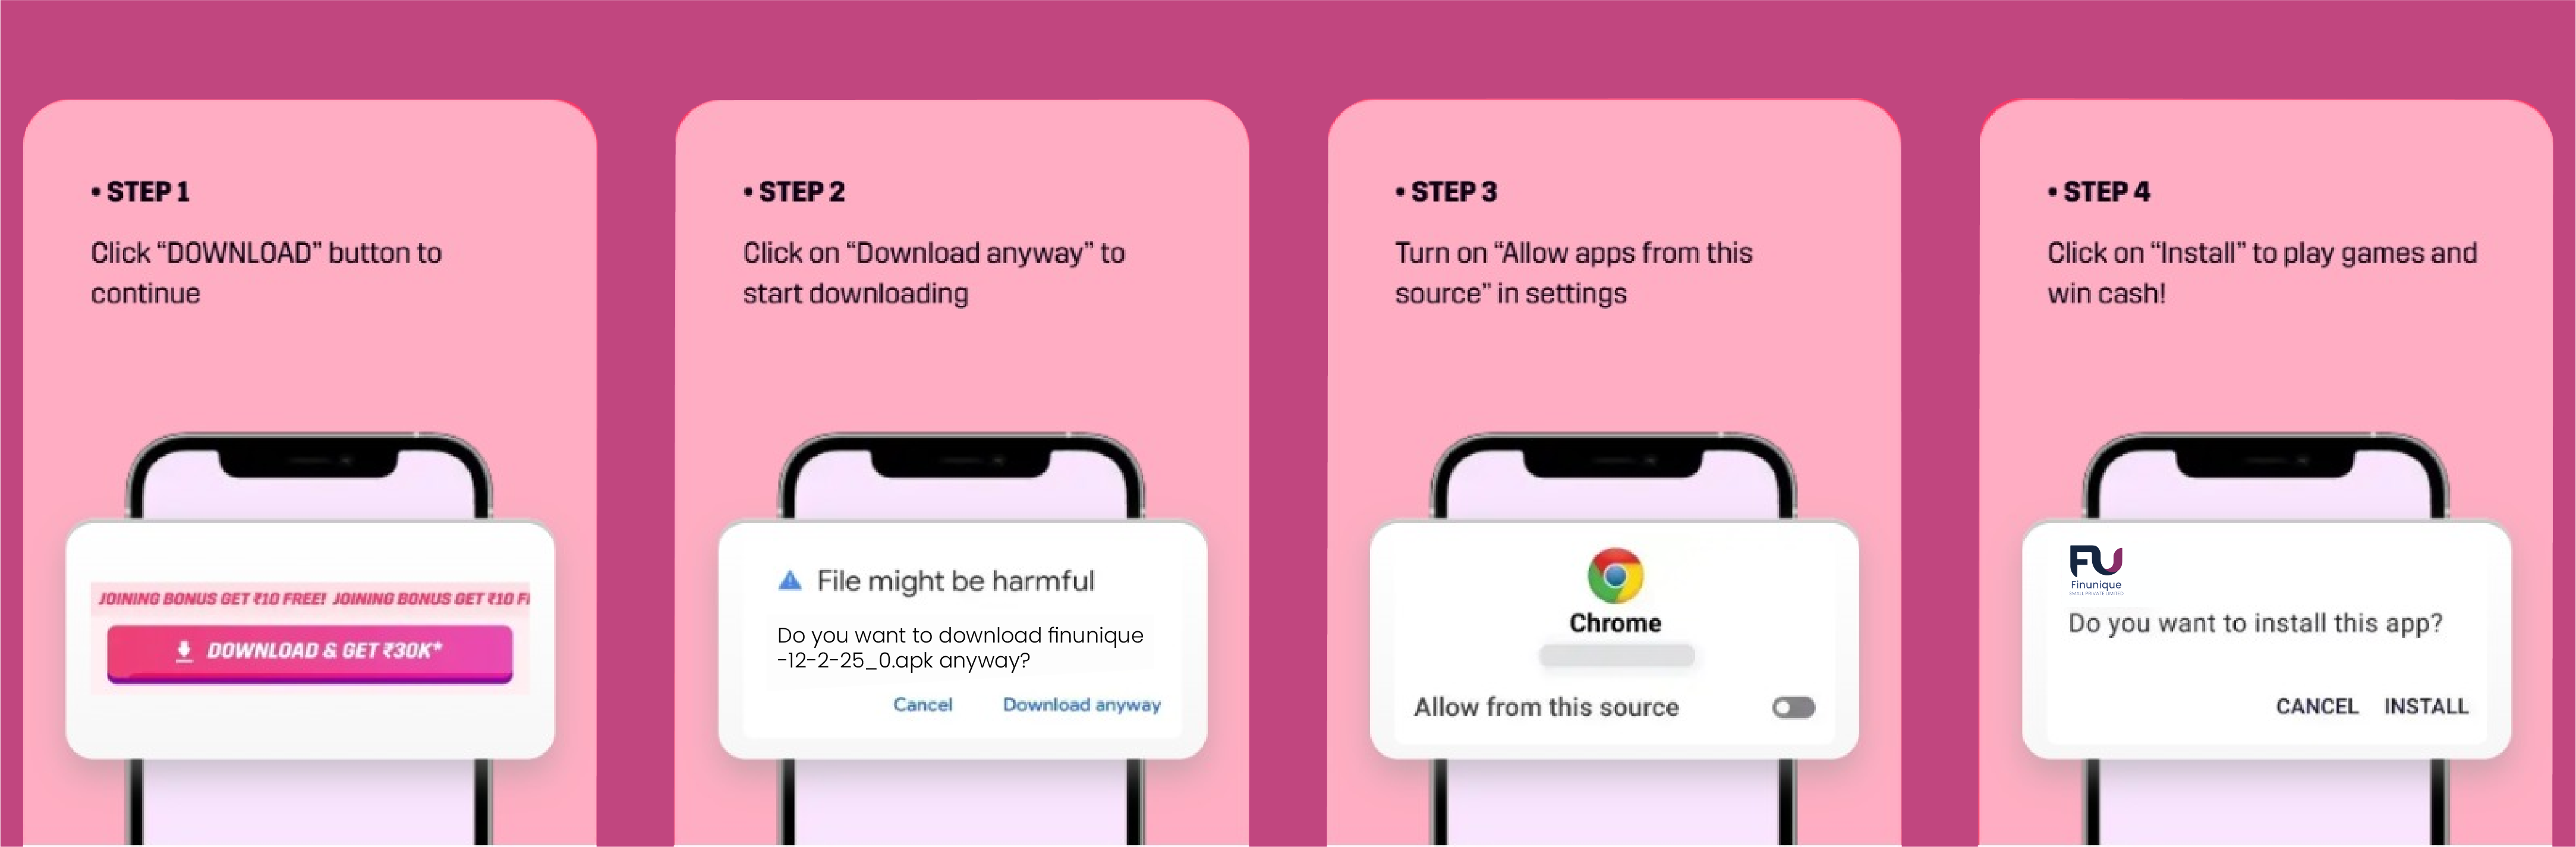 • STEP 1
Click “DOWNLOAD” button to
continue
JOINING BONUS GET ₹10 FREE! JOINING BONUS GET ₹10 F
DOWNLOAD & GET ₹30K*
• STEP 2
Click on “Download anyway” to
start downloading
File might be harmful
Do you want to download finunique
-12-2-25_0.apk anyway?
Cancel Download anyway
• STEP 3
Turn on “Allow apps from this
source” in settings
Chrome
Allow from this source
• STEP 4
Click on “Install” to play games and
win cash!
FU
Finunique
SMALL PRIVATE LIMITED
Do you want to install this app?
CANCEL INSTALL